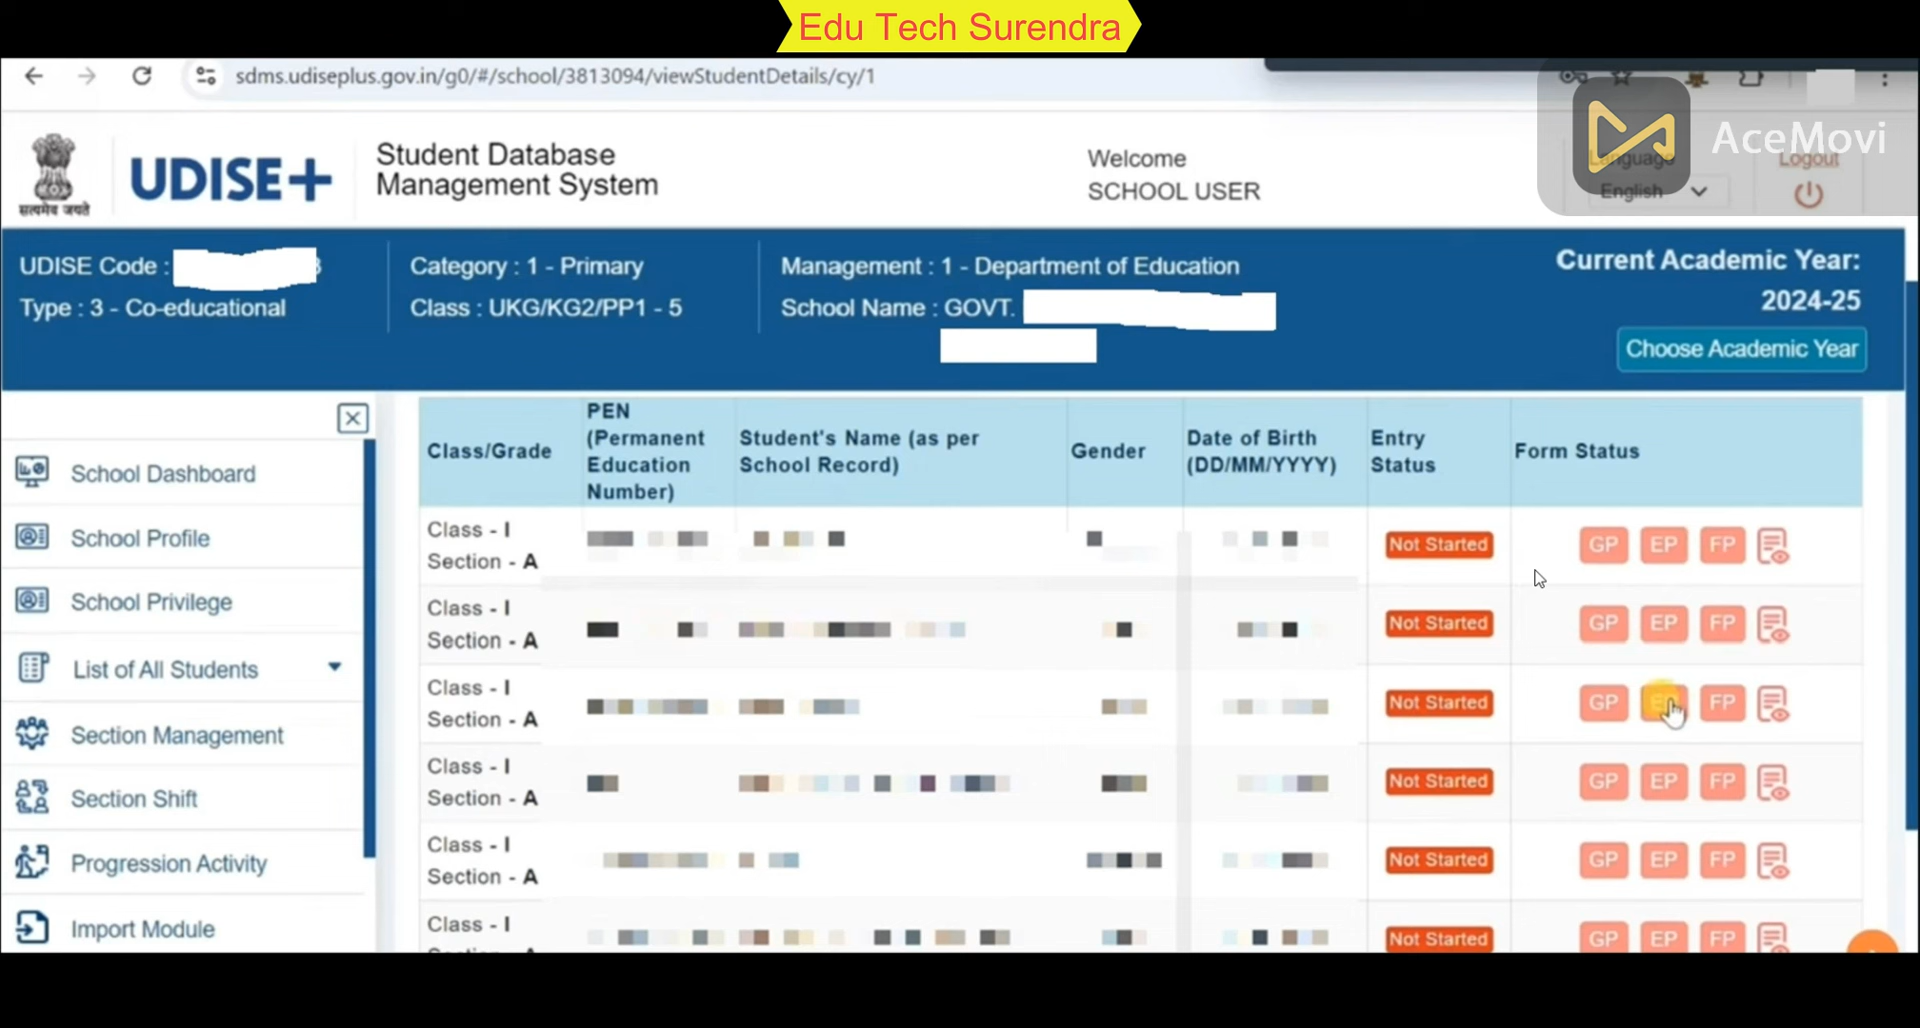 Edu Tech Surendra
sdms.udiseplus.gov.in/g0/#/school/3813094/viewStudentDetails/cy/1
AceMovi
सत्यमेव जयते
UDISE+
Student Database
Management System
Welcome
SCHOOL USER
Language
English
Logout
UDISE Code :
Type : 3 - Co-educational
Category : 1 - Primary
Class : UKG/KG2/PP1 - 5
Management : 1 - Department of Education
School Name : GOVT.
Current Academic Year:
2024-25
Choose Academic Year
School Dashboard
School Profile
School Privilege
List of All Students
Section Management
Section Shift
Progression Activity
Import Module
Class/Grade
PEN
(Permanent
Education
Number)
Student's Name (as per
School Record)
Gender
Date of Birth
(DD/MM/YYYY)
Entry
Status
Form Status
Class - I
Section - A
Not Started GP EP FP
Class - I
Section - A
Not Started GP EP FP
Class - I
Section - A
Not Started GP FP
Class - I
Section - A
Not Started GP EP FP
Class - I
Section - A
Not Started GP EP FP
Class - I
Not Started GP EP FP